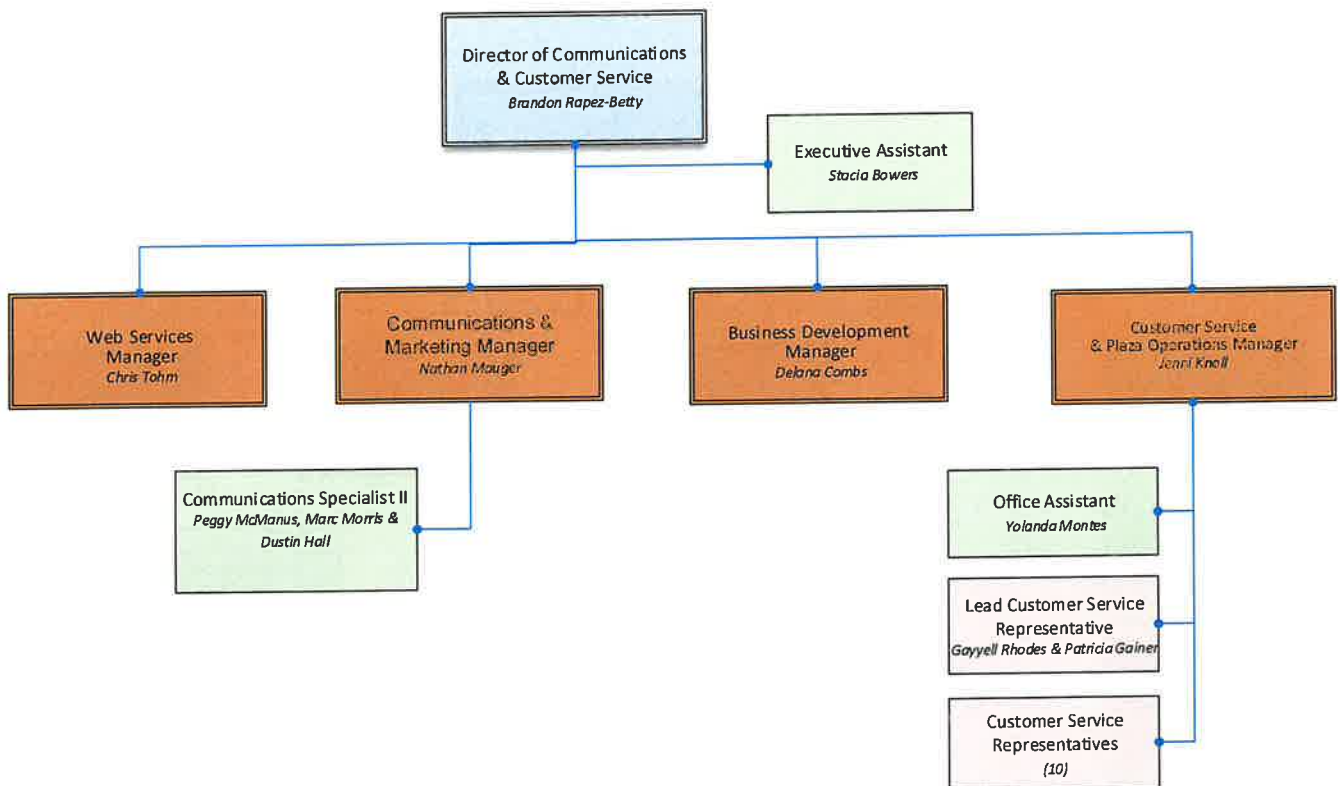 Director of Communications
& Customer Service
Brandon Rapez-Betty
Executive Assistant
Stacia Bowers
Web Services
Manager
Chris Tohm
Communications &
Marketing Manager
Nathan Mauger
Business Development
Manager
Delana Combs
Customer Service
& Plaza Operations Manager
Jenni Knoll
Communications Specialist II
Peggy McManus, Marc Morris &
Dustin Hall
Office Assistant
Yolanda Montes
Lead Customer Service
Representative
Gayyell Rhodes & Patricia Gainer
Customer Service
Representatives
(10)